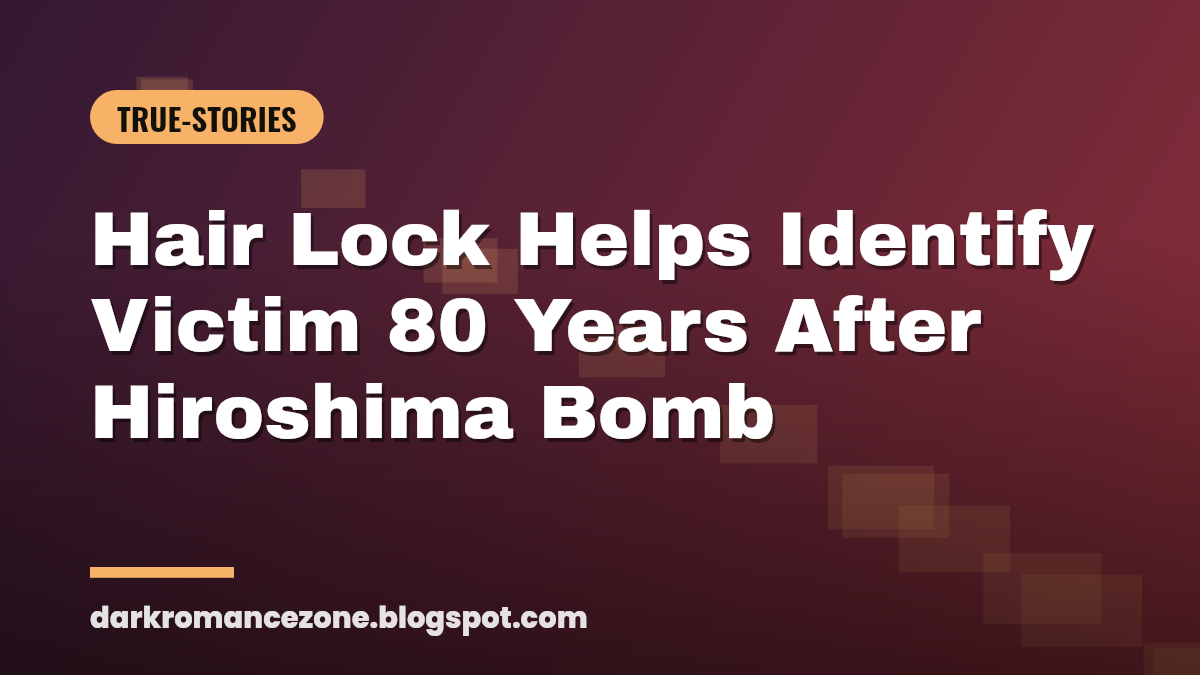 TRUE-STORIES
Hair Lock Helps Identify
Victim 80 Years After
Hiroshima Bomb
darkromancezone.blogspot.com